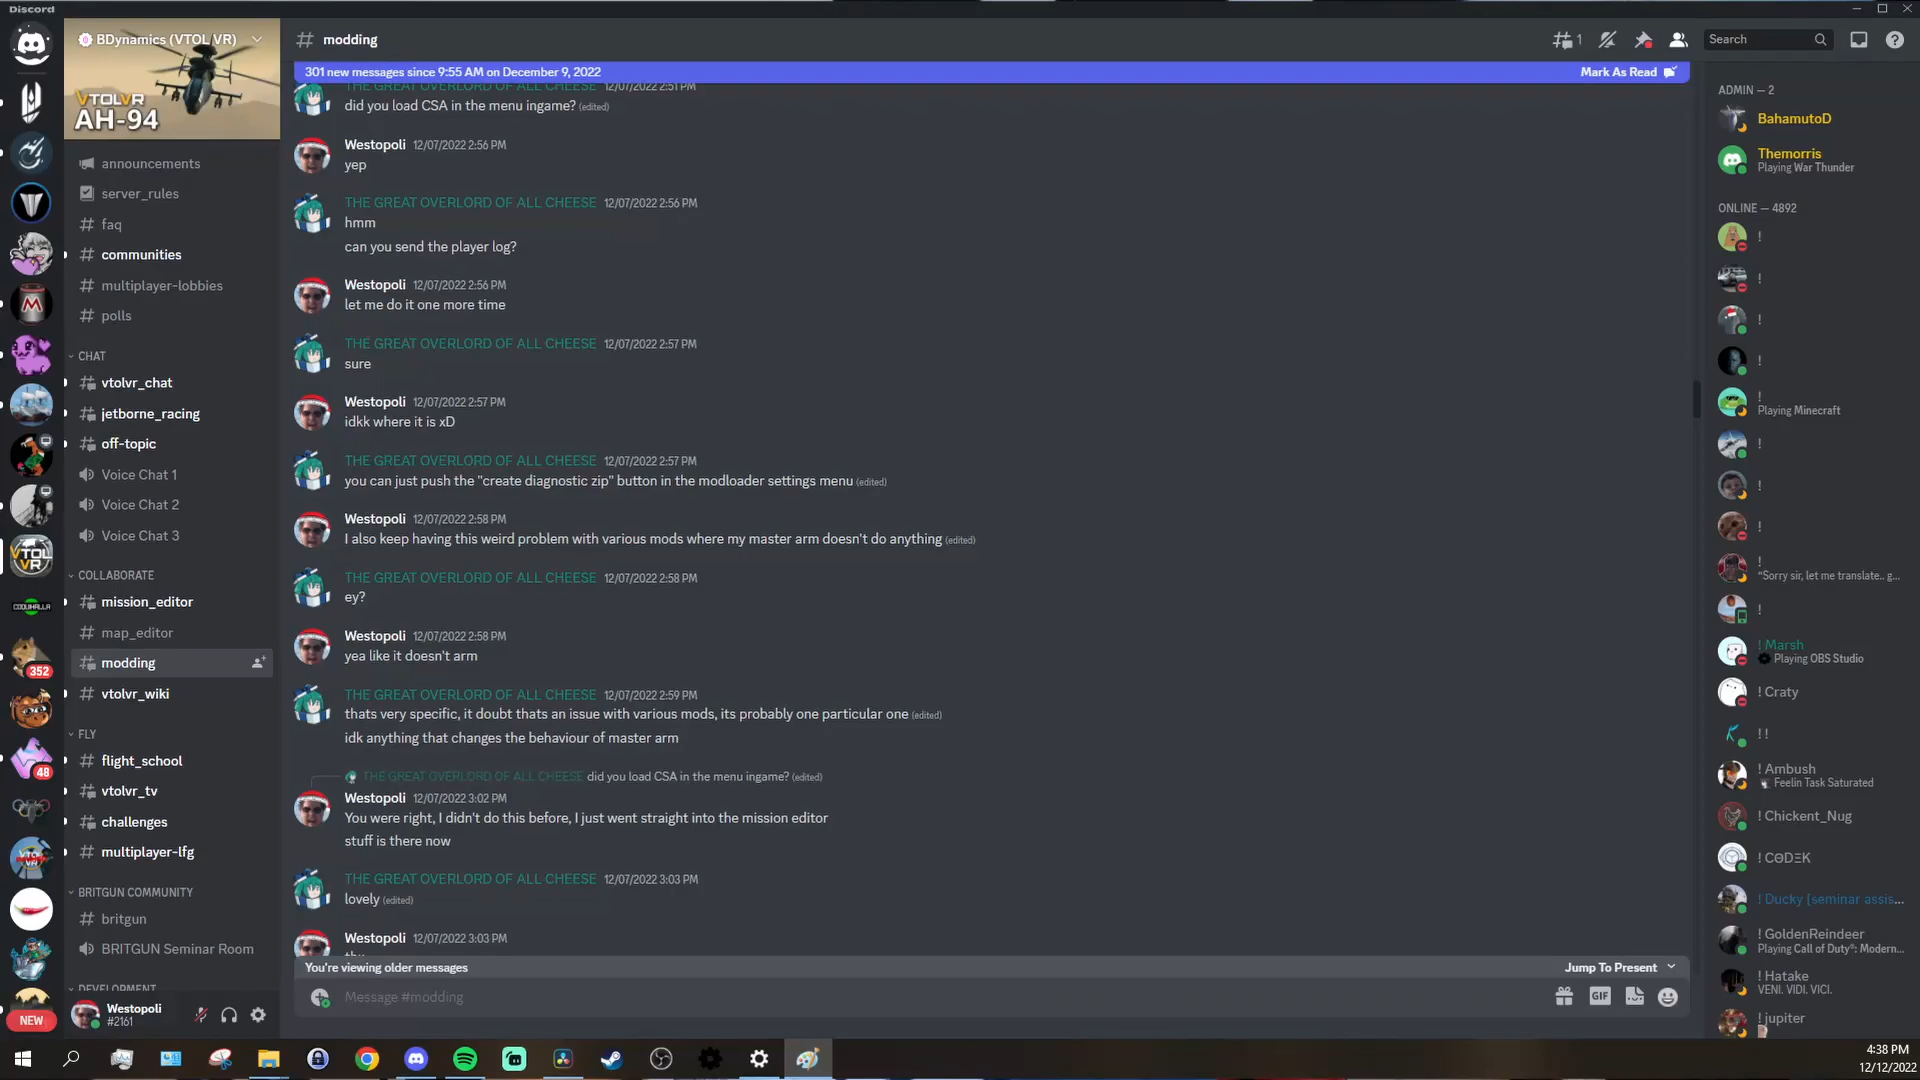 Discord
BDynamics (VTOL VR)
VTOLVR
AH-94
announcements
server_rules
faq
communities
multiplayer-lobbies
polls
CHAT
vtolvr_chat
jetborne_racing
off-topic
Voice Chat 1
Voice Chat 2
Voice Chat 3
COLLABORATE
mission_editor
map_editor
modding
vtolvr_wiki
FLY
flight_school
vtolvr_tv
challenges
multiplayer-lfg
BRITGUN COMMUNITY
britgun
BRITGUN Seminar Room
DEVELOPMENT
Westopoli
#2161
352
48
NEW
COQUIHALLA
VTOL VR
modding
1
Search
301 new messages since 9:55 AM on December 9, 2022
Mark As Read
THE GREAT OVERLORD OF ALL CHEESE 12/07/2022 2:51 PM
did you load CSA in the menu ingame? (edited)
Westopoli 12/07/2022 2:56 PM
yep
THE GREAT OVERLORD OF ALL CHEESE 12/07/2022 2:56 PM
hmm
can you send the player log?
Westopoli 12/07/2022 2:56 PM
let me do it one more time
THE GREAT OVERLORD OF ALL CHEESE 12/07/2022 2:57 PM
sure
Westopoli 12/07/2022 2:57 PM
idkk where it is xD
THE GREAT OVERLORD OF ALL CHEESE 12/07/2022 2:57 PM
you can just push the "create diagnostic zip" button in the modloader settings menu (edited)
Westopoli 12/07/2022 2:58 PM
I also keep having this weird problem with various mods where my master arm doesn't do anything (edited)
THE GREAT OVERLORD OF ALL CHEESE 12/07/2022 2:58 PM
ey?
Westopoli 12/07/2022 2:58 PM
yea like it doesn't arm
THE GREAT OVERLORD OF ALL CHEESE 12/07/2022 2:59 PM
thats very specific, it doubt thats an issue with various mods, its probably one particular one (edited)
idk anything that changes the behaviour of master arm
THE GREAT OVERLORD OF ALL CHEESE did you load CSA in the menu ingame? (edited)
Westopoli 12/07/2022 3:02 PM
You were right, I didn't do this before, I just went straight into the mission editor
stuff is there now
THE GREAT OVERLORD OF ALL CHEESE 12/07/2022 3:03 PM
lovely (edited)
Westopoli 12/07/2022 3:03 PM
You're viewing older messages
Jump To Present
Message #modding
GIF
ADMIN — 2
BahamutoD
Themorris
Playing War Thunder
ONLINE — 4892
!
!
!
!
!
Playing Minecraft
!
!
!
!
"Sorry sir, let me translate.. g...
!
! Marsh
Playing OBS Studio
! Craty
! !
! Ambush
Feelin Task Saturated
! Chickent_Nug
! CΘDΞK
! Ducky [seminar assis...
! GoldenReindeer
Playing Call of Duty®: Modern...
! Hatake
VENI. VIDI. VICI.
! jupiter
4:38 PM
12/12/2022